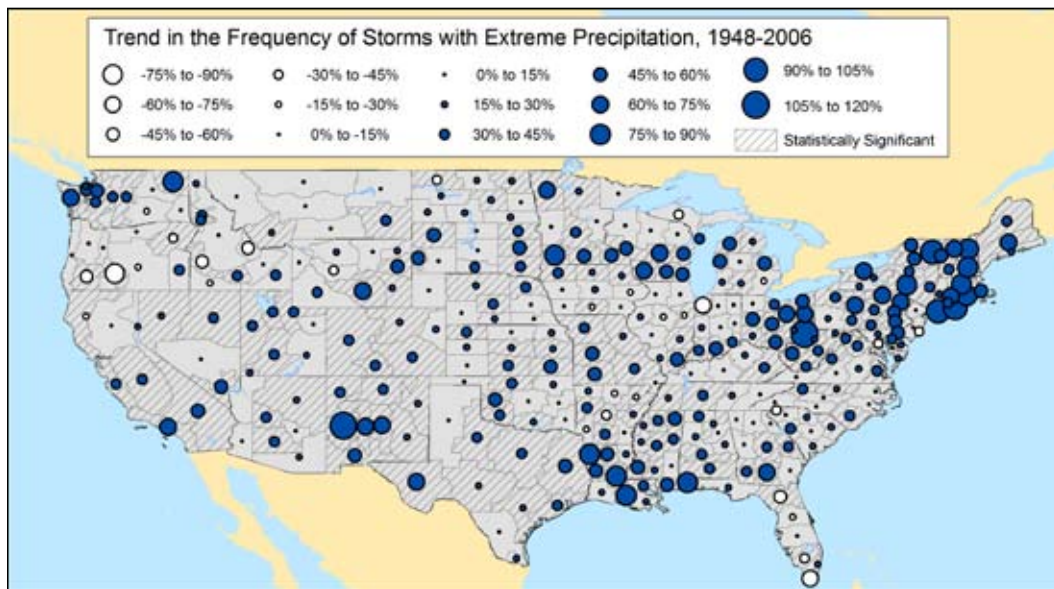 Trend in the Frequency of Storms with Extreme Precipitation, 1948-2006
-75% to -90%
-60% to -75%
-45% to -60%
-30% to -45%
-15% to -30%
0% to -15%
0% to 15%
15% to 30%
30% to 45%
45% to 60%
60% to 75%
75% to 90%
90% to 105%
105% to 120%
Statistically Significant